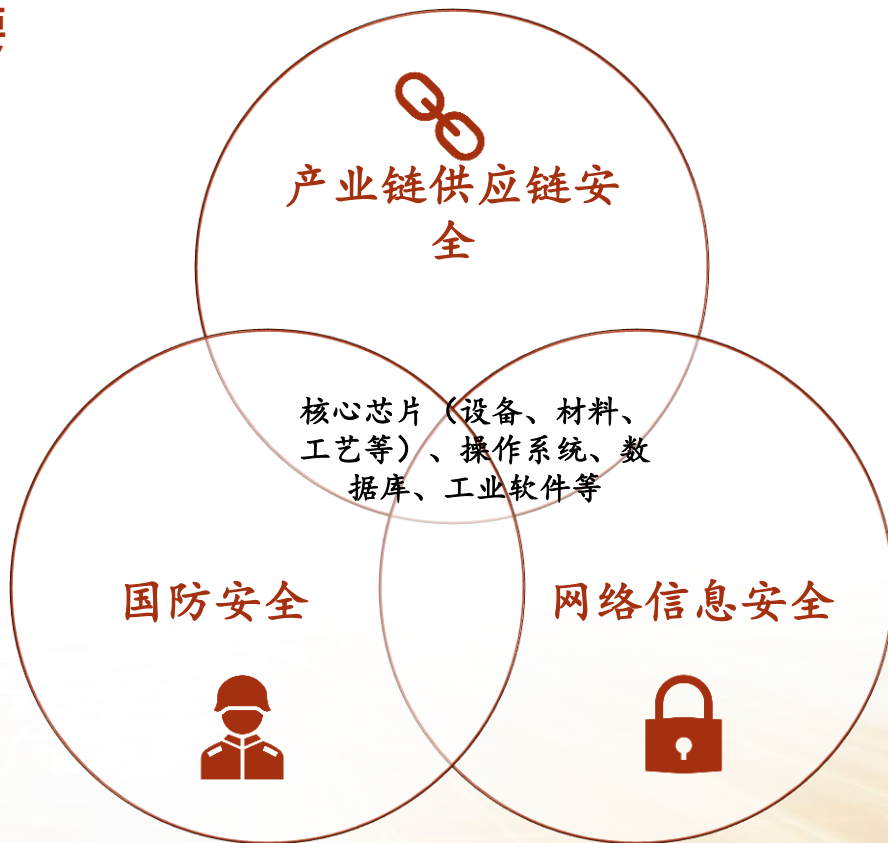 产业链供应链安
全
核心芯片（设备、材料、
工艺等）、操作系统、数
据库、工业软件等
国防安全
网络信息安全